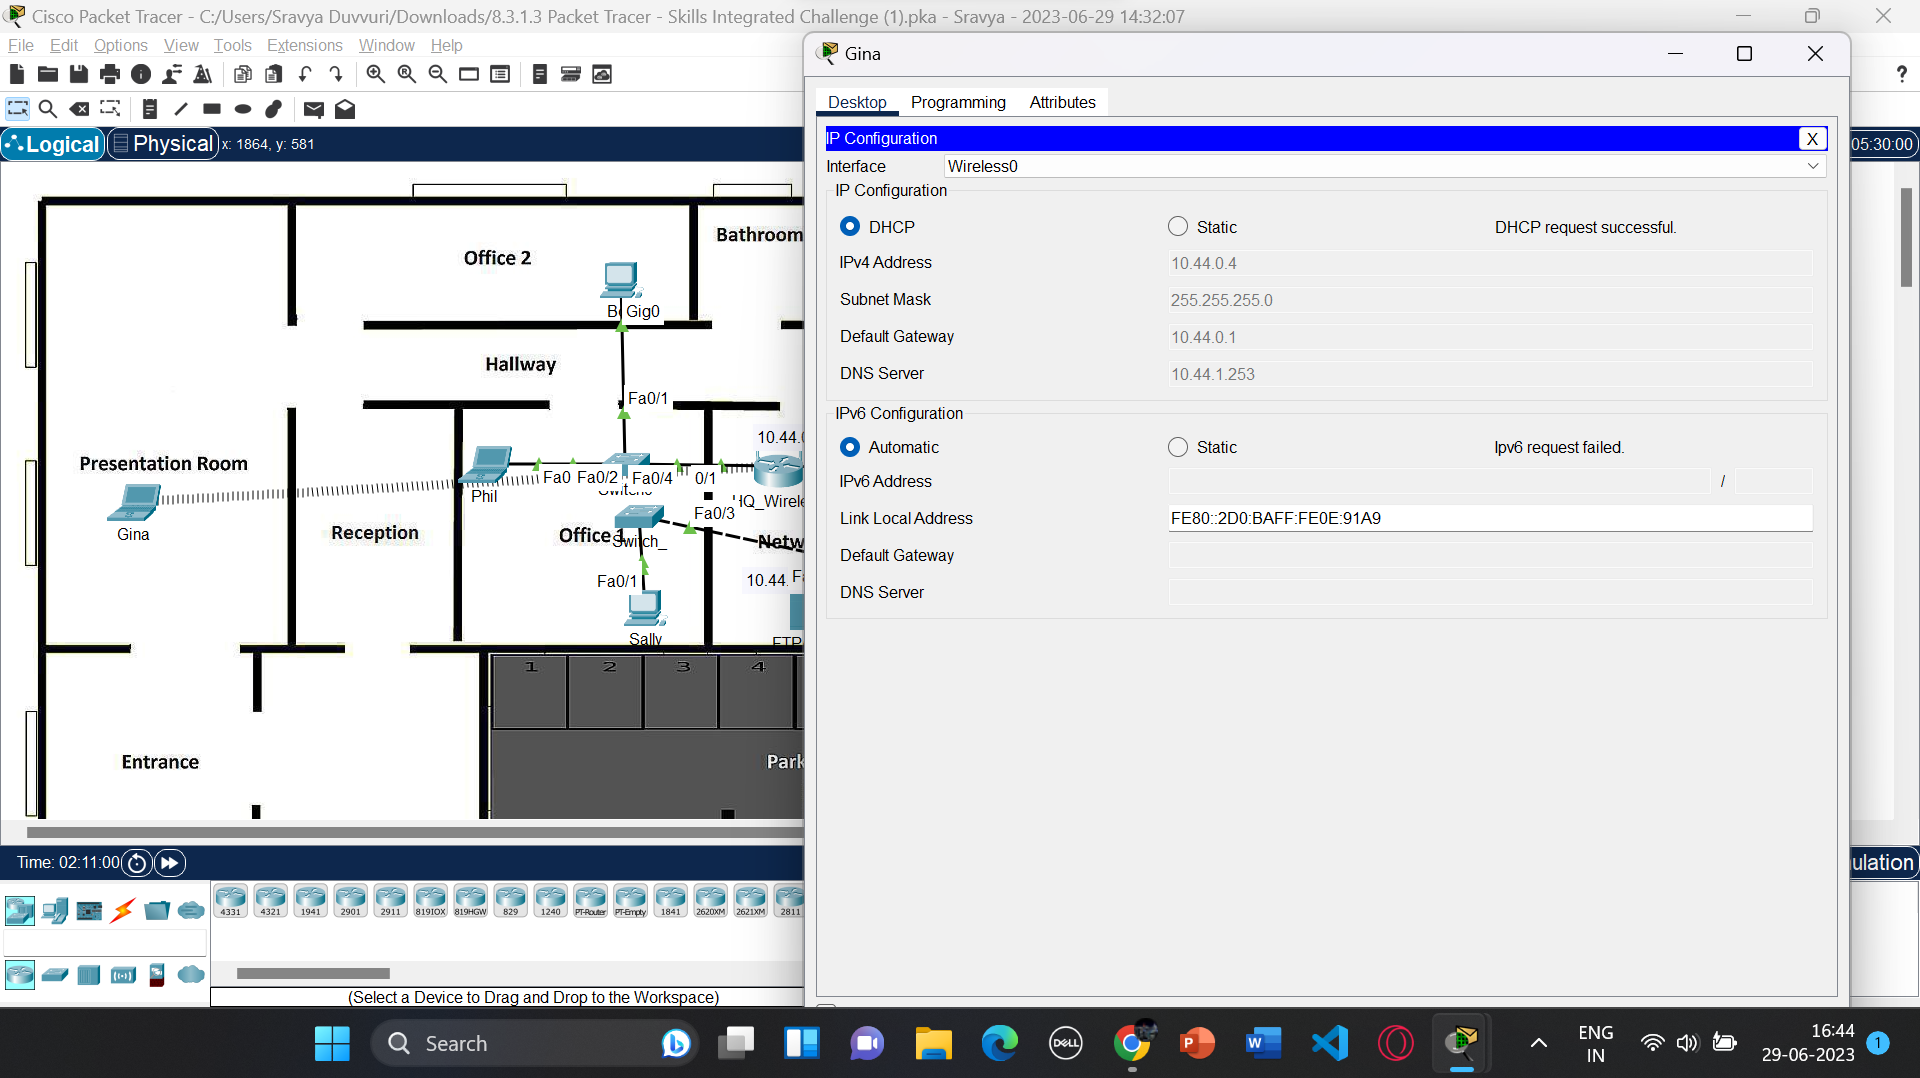 Cisco Packet Tracer - C:/Users/Sravya Duvvuri/Downloads/8.3.1.3 Packet Tracer - Skills Integrated Challenge (1).pka - Sravya - 2023-06-29 14:32:07
File Edit Options View Tools Extensions Window Help
Gina
?
Desktop Programming Attributes
Logical Physical x: 1864, y: 581
05:30:00
IP Configuration X
Interface Wireless0
IP Configuration
DHCP Static DHCP request successful.
IPv4 Address 10.44.0.4
Subnet Mask 255.255.255.0
Default Gateway 10.44.0.1
DNS Server 10.44.1.253
IPv6 Configuration
Automatic Static Ipv6 request failed.
IPv6 Address /
Link Local Address FE80::2D0:BAFF:FE0E:91A9
Default Gateway
DNS Server
Bathroom
Office 2
Gig0
Hallway
Fa0/1
10.44.
Presentation Room
Fa0 Fa0/2 Fa0/4 0/1
Phil
Fa0/3
Gina
Reception
Office 1
Switch_
Fa0/1
10.44.
Sally
1 2 3 4
Entrance
Park
Time: 02:11:00
ulation
4331 4321 1941 2901 2911 819IOX 819HGW 829 1240 PT-Router PT-Empty 1841 2620XM 2621XM 2811
(Select a Device to Drag and Drop to the Workspace)
Search
DELL
ENG
IN
16:44
29-06-2023
1